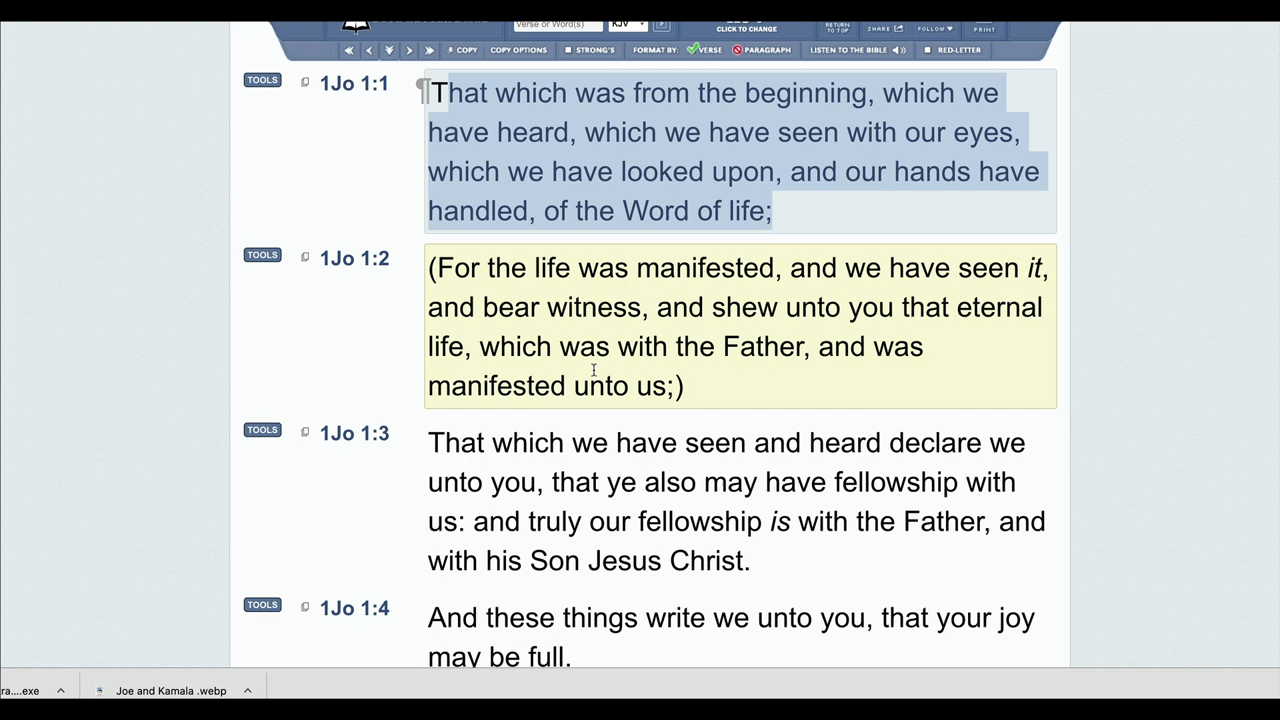 Verse or Word(s) KJV CLICK TO CHANGE RETURN TO TOP SHARE FOLLOW PRINT
COPY COPY OPTIONS STRONG'S FORMAT BY: VERSE PARAGRAPH LISTEN TO THE BIBLE RED-LETTER
TOOLS 1Jo 1:1 ¶That which was from the beginning, which we
have heard, which we have seen with our eyes,
which we have looked upon, and our hands have
handled, of the Word of life;
TOOLS 1Jo 1:2 (For the life was manifested, and we have seen it,
and bear witness, and shew unto you that eternal
life, which was with the Father, and was
manifested unto us;)
TOOLS 1Jo 1:3 That which we have seen and heard declare we
unto you, that ye also may have fellowship with
us: and truly our fellowship is with the Father, and
with his Son Jesus Christ.
TOOLS 1Jo 1:4 And these things write we unto you, that your joy
may be full.
ra....exe Joe and Kamala .webp